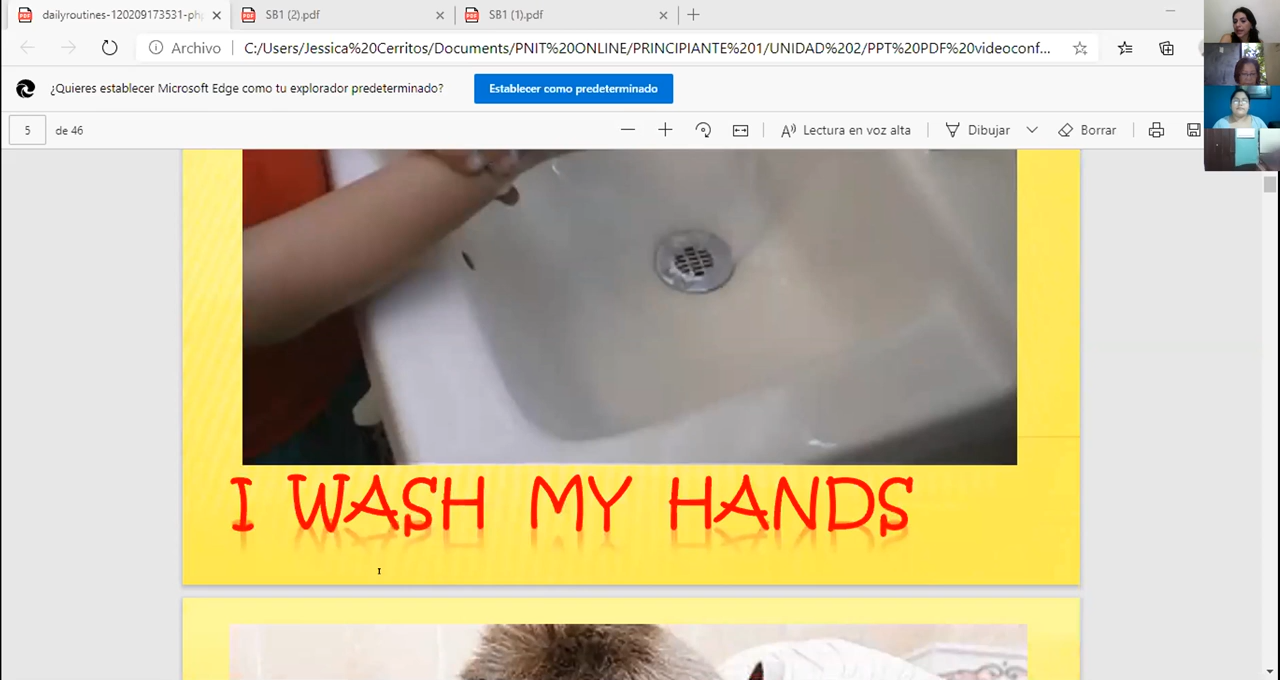 dailyroutines-120209173531-php
SB1 (2).pdf
SB1 (1).pdf
Archivo
C:/Users/Jessica%20Cerritos/Documents/PNIT%20ONLINE/PRINCIPIANTE%201/UNIDAD%202/PPT%20PDF%20videoconf...
¿Quieres establecer Microsoft Edge como tu explorador predeterminado?
Establecer como predeterminado
5 de 46
Lectura en voz alta
Dibujar
Borrar
I WASH MY HANDS